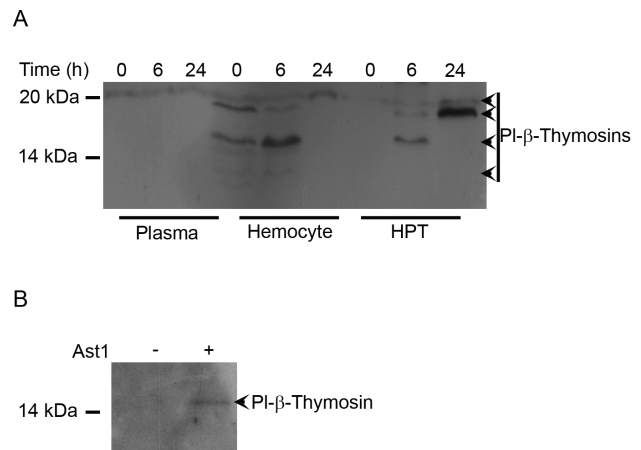 A
Time (h) 0 6 24 0 6 24 0 6 24
20 kDa
14 kDa
Pl-β-Thymosins
Plasma Hemocyte HPT
B
Ast1 - +
14 kDa
Pl-β-Thymosin